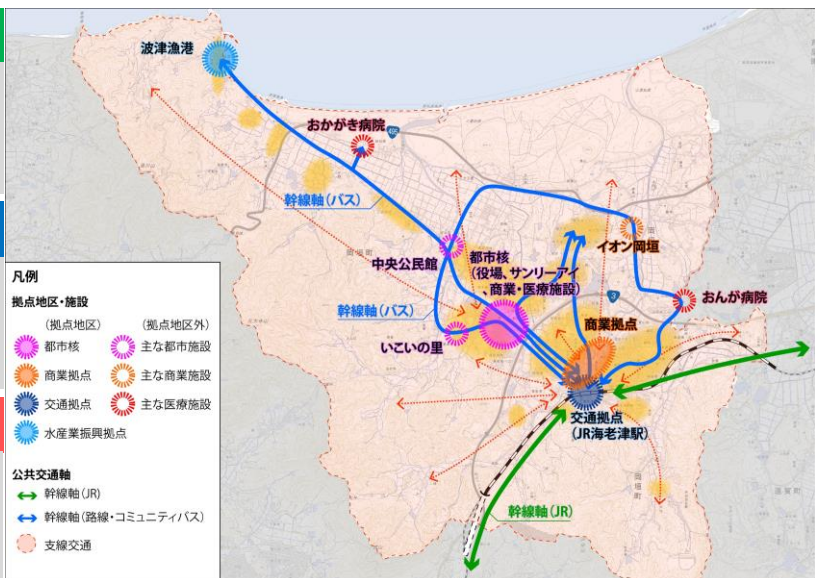 波津漁港
おかがき病院
495
幹線軸（バス）
イオン岡垣
中央公民館
都市核
（役場、サンリーアイ
、商業・医療施設）
岡垣町
3
おんが病院
幹線軸（バス）
商業拠点
いこいの里
交通拠点
（JR海老津駅）
幹線軸（JR）
凡例
拠点地区・施設
（拠点地区） （拠点地区外）
都市核 主な都市施設
商業拠点 主な商業施設
交通拠点 主な医療施設
水産業振興拠点
公共交通軸
幹線軸（JR）
幹線軸（路線・コミュニティバス）
支線交通